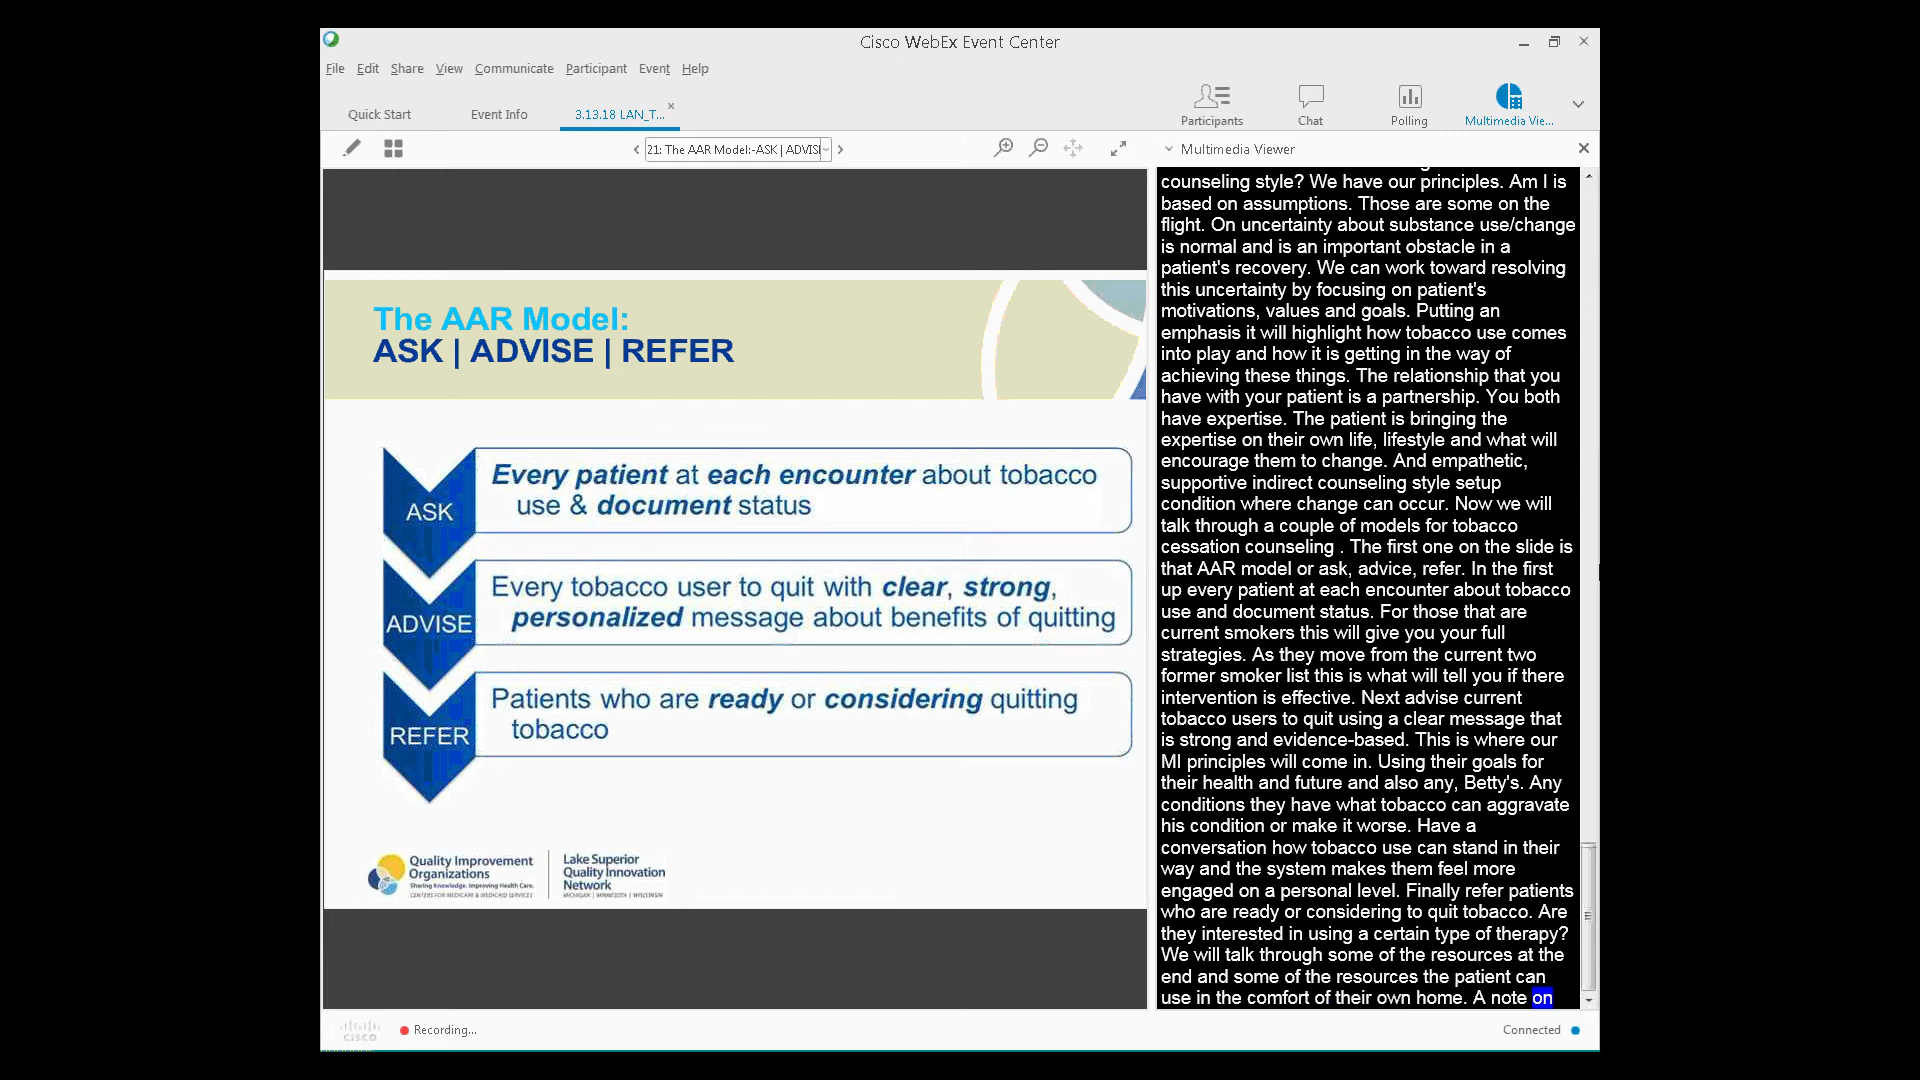 Cisco WebEx Event Center
File Edit Share View Communicate Participant Event Help
Participants Chat Polling Multimedia Vie...
Quick Start Event Info 3.13.18 LAN_T...
21: The AAR Model:-ASK | ADVIS
Multimedia Viewer
The AAR Model:
ASK | ADVISE | REFER
ASK
Every patient at each encounter about tobacco
use & document status
ADVISE
Every tobacco user to quit with clear, strong,
personalized message about benefits of quitting
REFER
Patients who are ready or considering quitting
tobacco
Quality Improvement
Organizations
Sharing Knowledge. Improving Health Care.
CENTERS FOR MEDICARE & MEDICAID SERVICES
Lake Superior
Quality Innovation
Network
MICHIGAN | MINNESOTA | WISCONSIN
counseling style? We have our principles. Am I is
based on assumptions. Those are some on the
flight. On uncertainty about substance use/change
is normal and is an important obstacle in a
patient's recovery. We can work toward resolving
this uncertainty by focusing on patient's
motivations, values and goals. Putting an
emphasis it will highlight how tobacco use comes
into play and how it is getting in the way of
achieving these things. The relationship that you
have with your patient is a partnership. You both
have expertise. The patient is bringing the
expertise on their own life, lifestyle and what will
encourage them to change. And empathetic,
supportive indirect counseling style setup
condition where change can occur. Now we will
talk through a couple of models for tobacco
cessation counseling . The first one on the slide is
that AAR model or ask, advice, refer. In the first
up every patient at each encounter about tobacco
use and document status. For those that are
current smokers this will give you your full
strategies. As they move from the current two
former smoker list this is what will tell you if there
intervention is effective. Next advise current
tobacco users to quit using a clear message that
is strong and evidence-based. This is where our
MI principles will come in. Using their goals for
their health and future and also any, Betty's. Any
conditions they have what tobacco can aggravate
his condition or make it worse. Have a
conversation how tobacco use can stand in their
way and the system makes them feel more
engaged on a personal level. Finally refer patients
who are ready or considering to quit tobacco. Are
they interested in using a certain type of therapy?
We will talk through some of the resources at the
end and some of the resources the patient can
use in the comfort of their own home. A note on
cisco
Recording...
Connected